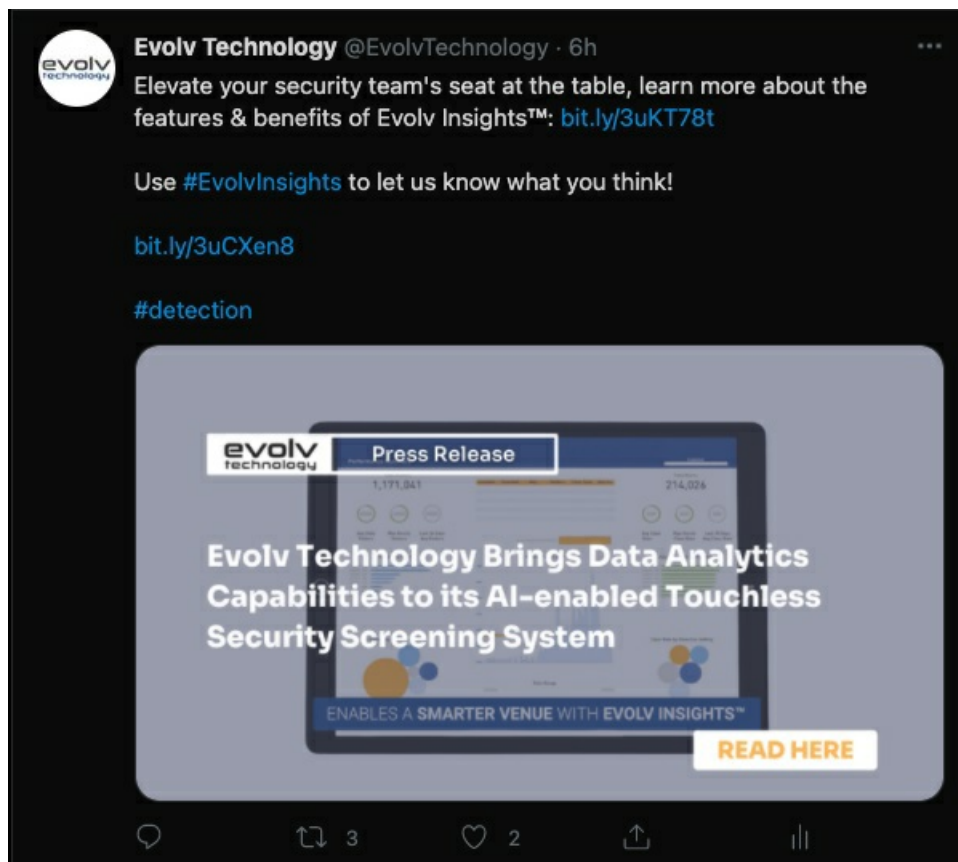 Evolv Technology @EvolvTechnology · 6h
evolv
technology
Elevate your security team's seat at the table, learn more about the
features & benefits of Evolv Insights™: bit.ly/3uKT78t
Use #EvolvInsights to let us know what you think!
bit.ly/3uCXen8
#detection
evolv
technology
Press Release
1,171,041
214,026
Evolv Technology Brings Data Analytics
Capabilities to its AI-enabled Touchless
Security Screening System
ENABLES A SMARTER VENUE WITH EVOLV INSIGHTS™
READ HERE
3
2